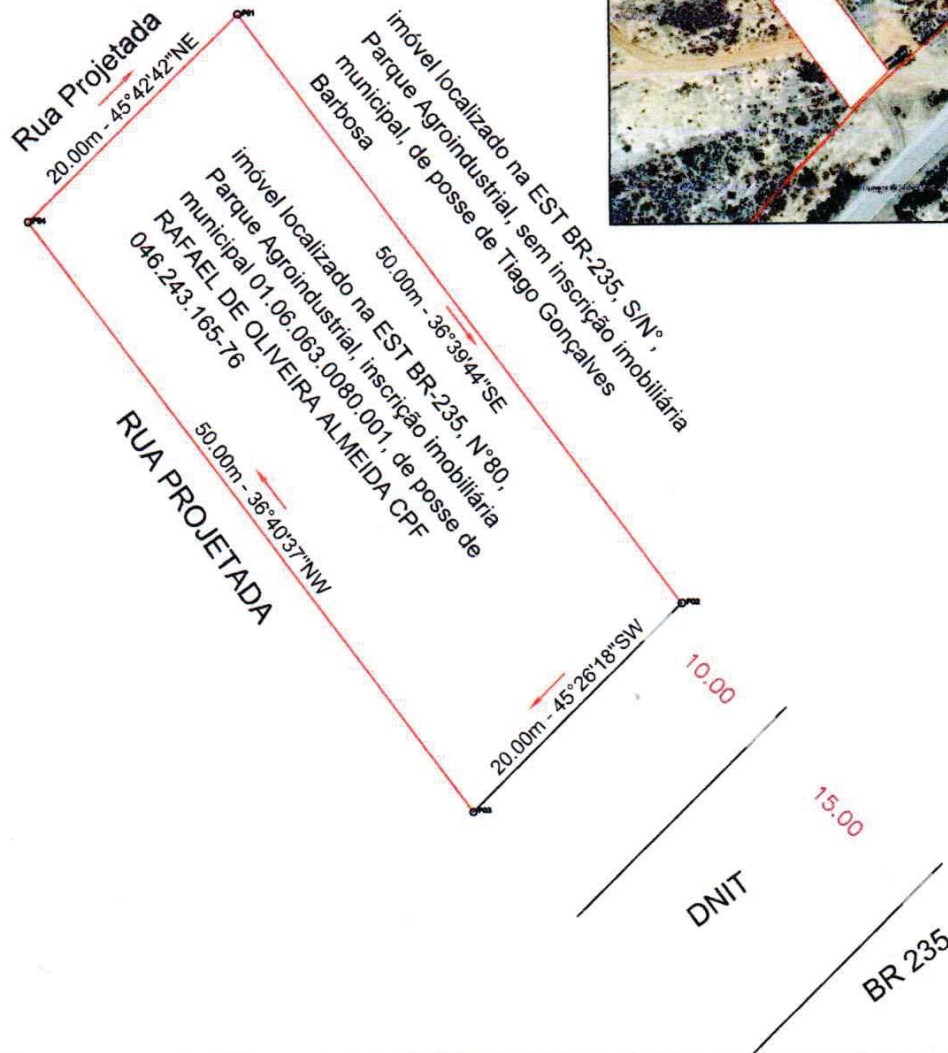 P01
Rua Projetada
20.00m - 45°42'42"NE
imóvel localizado na EST BR-235, S/N°,
Parque Agroindustrial, sem inscrição imobiliária
municipal, de posse de Tiago Gonçalves
Barbosa
P04
50.00m - 36°39'44"SE
imóvel localizado na EST BR-235, N°80,
Parque Agroindustrial, inscrição imobiliária
municipal 01.06.063.0080.001, de posse de
RAFAEL DE OLIVEIRA ALMEIDA CPF
046.243.165-76
50.00m - 36°40'37"NW
RUA PROJETADA
P02
20.00m - 45°26'18"SW
P03
10.00
15.00
DNIT
BR 235